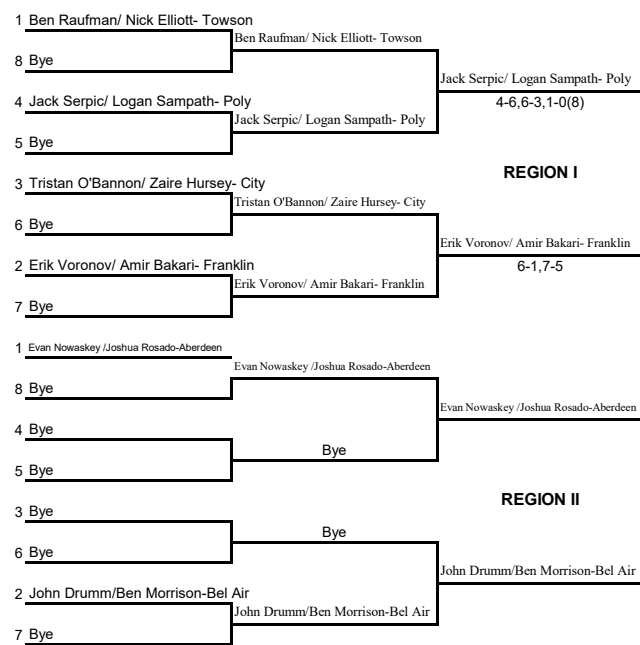 1 Ben Raufman/ Nick Elliott- Towson
Ben Raufman/ Nick Elliott- Towson
8 Bye
Jack Serpic/ Logan Sampath- Poly
4 Jack Serpic/ Logan Sampath- Poly
4-6,6-3,1-0(8)
Jack Serpic/ Logan Sampath- Poly
5 Bye
REGION I
3 Tristan O'Bannon/ Zaire Hursey- City
Tristan O'Bannon/ Zaire Hursey- City
6 Bye
Erik Voronov/ Amir Bakari- Franklin
2 Erik Voronov/ Amir Bakari- Franklin
6-1,7-5
Erik Voronov/ Amir Bakari- Franklin
7 Bye
1 Evan Nowaskey /Joshua Rosado-Aberdeen
Evan Nowaskey /Joshua Rosado-Aberdeen
8 Bye
Evan Nowaskey /Joshua Rosado-Aberdeen
4 Bye
Bye
5 Bye
REGION II
3 Bye
Bye
6 Bye
John Drumm/Ben Morrison-Bel Air
2 John Drumm/Ben Morrison-Bel Air
John Drumm/Ben Morrison-Bel Air
7 Bye